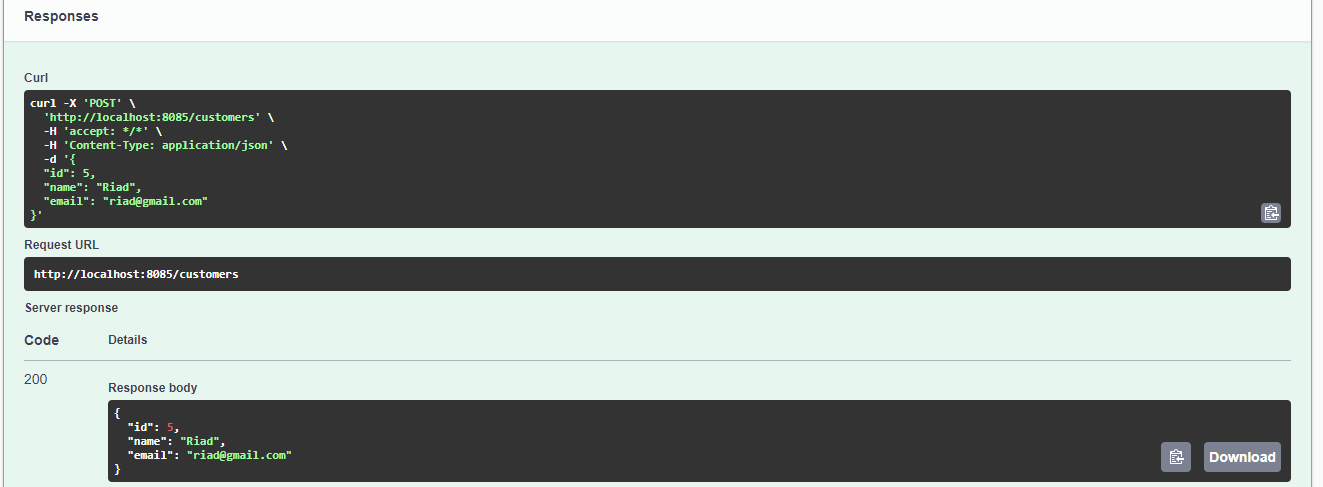 Responses
Curl
curl -X 'POST' \
  'http://localhost:8085/customers' \
  -H 'accept: */*' \
  -H 'Content-Type: application/json' \
  -d '{
  "id": 5,
  "name": "Riad",
  "email": "riad@gmail.com"
}'
Request URL
http://localhost:8085/customers
Server response
Code Details
200
Response body
{
  "id": 5,
  "name": "Riad",
  "email": "riad@gmail.com"
}
Download